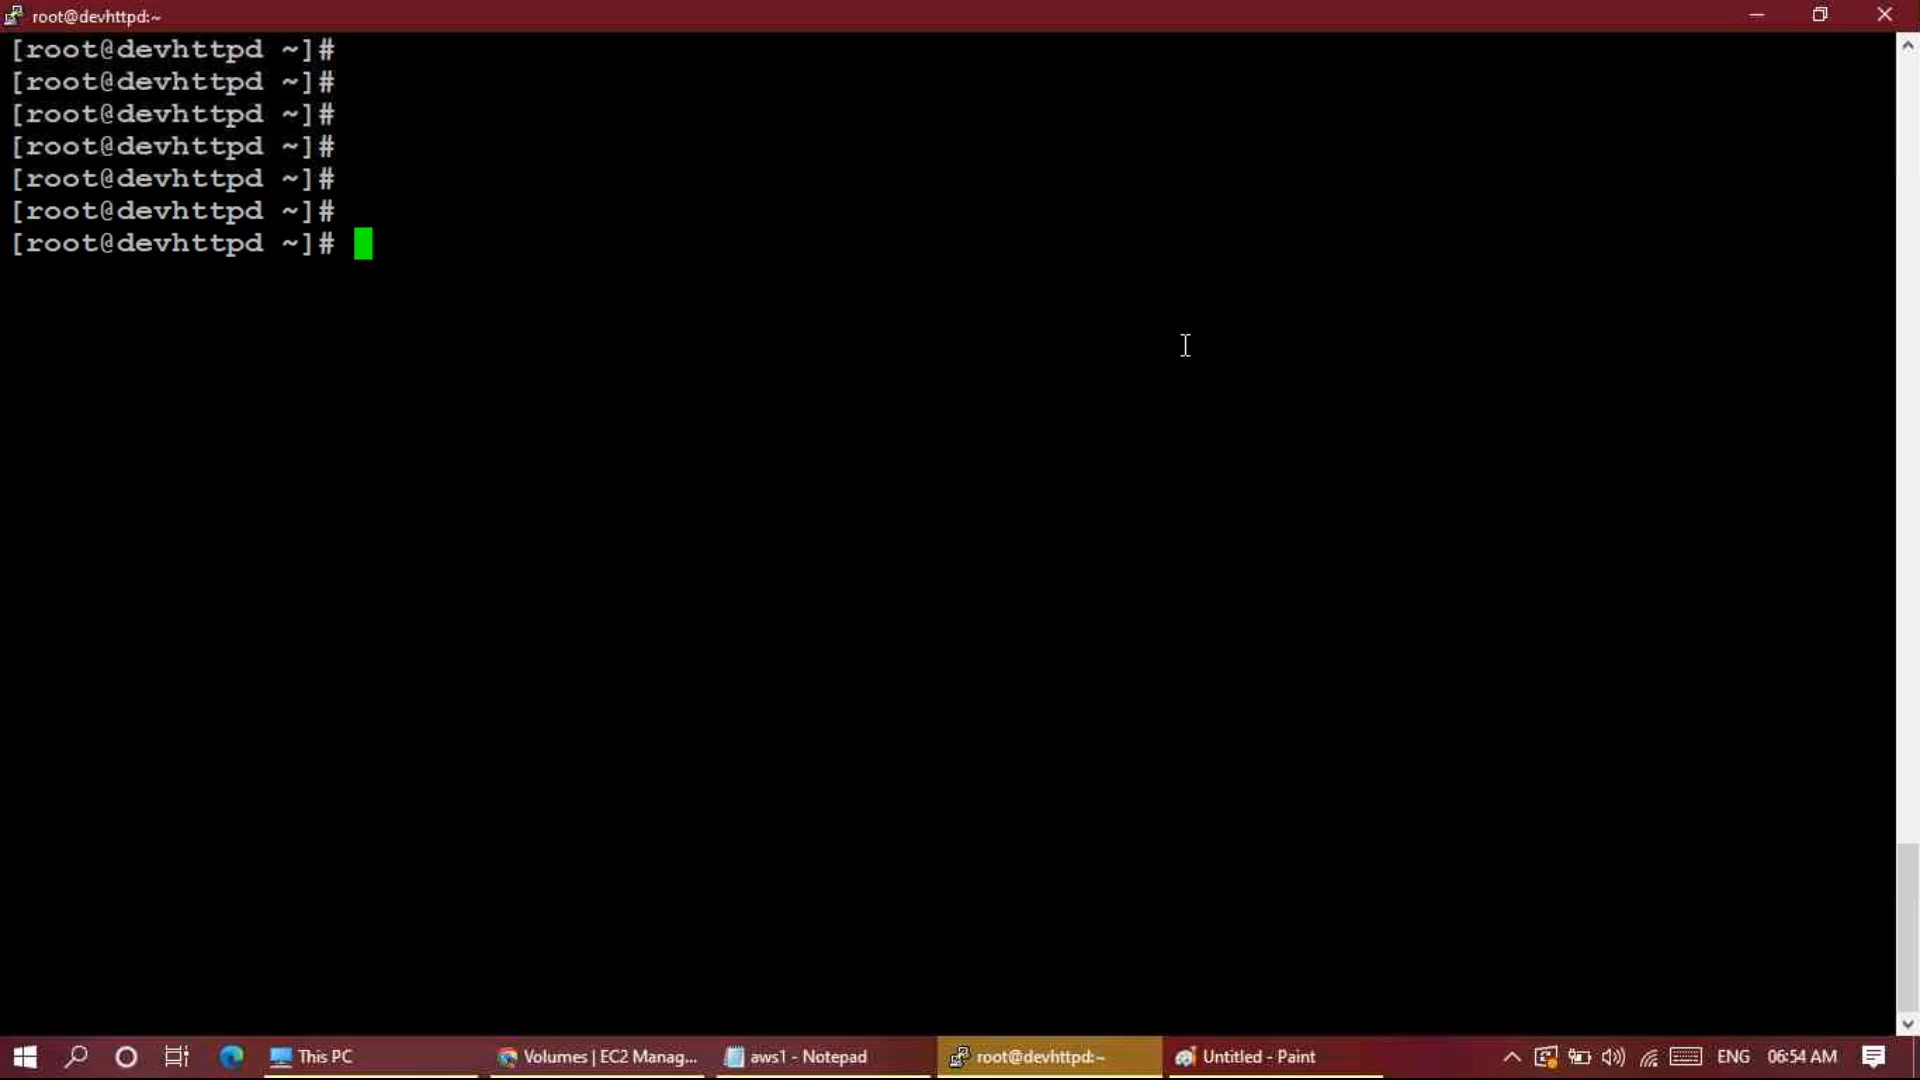 root@devhttpd:~
[root@devhttpd ~]#
[root@devhttpd ~]#
[root@devhttpd ~]#
[root@devhttpd ~]#
[root@devhttpd ~]#
[root@devhttpd ~]#
[root@devhttpd ~]#
This PC
Volumes | EC2 Manag...
aws1 - Notepad
root@devhttpd:~
Untitled - Paint
ENG
06:54 AM